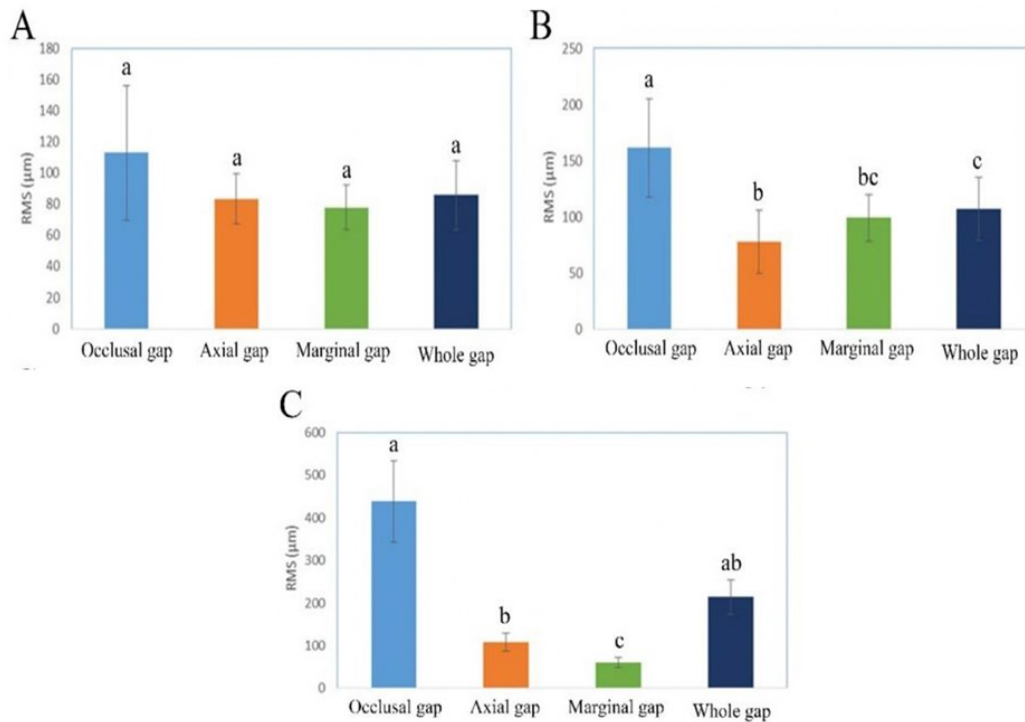 A
180
160
140
120
100
80
60
40
20
0
RMS (µm)
a
a
a
a
Occlusal gap
Axial gap
Marginal gap
Whole gap
B
250
200
150
100
50
0
RMS (µm)
a
b
bc
c
Occlusal gap
Axial gap
Marginal gap
Whole gap
C
600
500
400
300
200
100
0
RMS (µm)
a
b
c
ab
Occlusal gap
Axial gap
Marginal gap
Whole gap